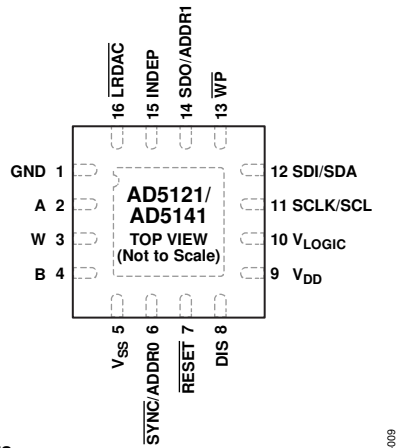 16 LRDAC
15 INDEP
14 SDO/ADDR1
13 WP
GND 1
A 2
W 3
B 4
AD5121/
AD5141
TOP VIEW
(Not to Scale)
12 SDI/SDA
11 SCLK/SCL
10 VLOGIC
9 VDD
VSS 5
SYNC/ADDR0 6
RESET 7
DIS 8